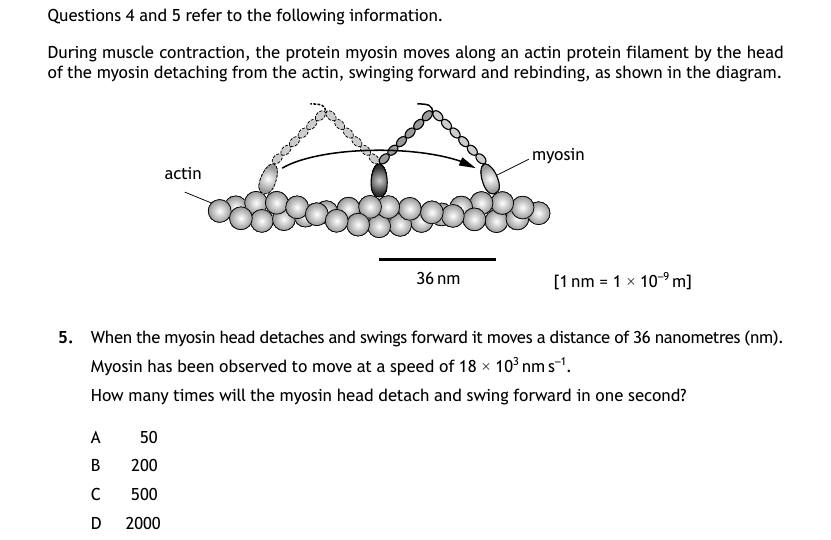 Questions 4 and 5 refer to the following information.
During muscle contraction, the protein myosin moves along an actin protein filament by the head
of the myosin detaching from the actin, swinging forward and rebinding, as shown in the diagram.
myosin
actin
36 nm
[1 nm = 1 × 10⁻⁹ m]
5. When the myosin head detaches and swings forward it moves a distance of 36 nanometres (nm).
Myosin has been observed to move at a speed of 18 × 10³ nm s⁻¹.
How many times will the myosin head detach and swing forward in one second?
A 50
B 200
C 500
D 2000